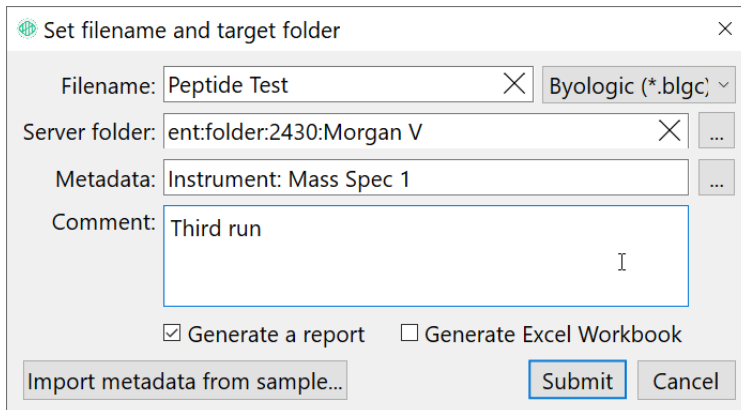 Set filename and target folder
Filename: Peptide Test Byologic (*.blgc)
Server folder: ent:folder:2430:Morgan V ...
Metadata: Instrument: Mass Spec 1 ...
Comment: Third run
Generate a report Generate Excel Workbook
Import metadata from sample... Submit Cancel